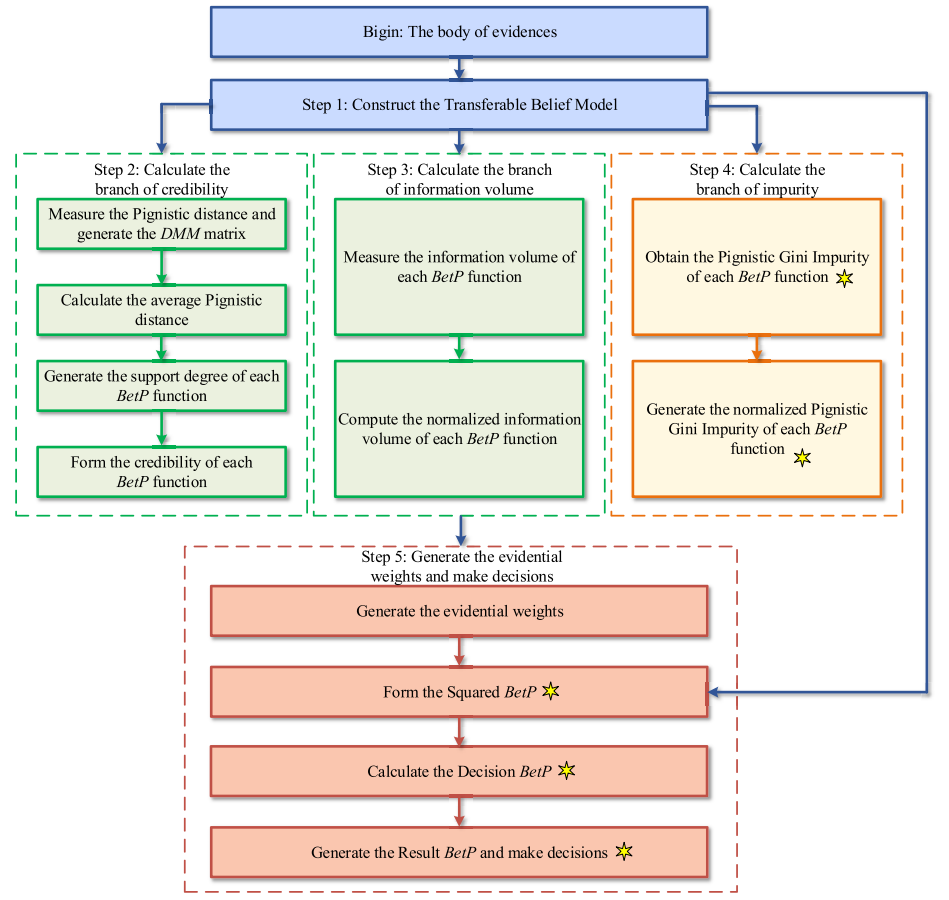 Bigin: The body of evidences
Step 1: Construct the Transferable Belief Model
Step 2: Calculate the
branch of credibility
Measure the Pignistic distance and
generate the DMM matrix
Calculate the average Pignistic
distance
Generate the support degree of each
BetP function
Form the credibility of each
BetP function
Step 3: Calculate the branch
of information volume
Measure the information volume of
each BetP function
Compute the normalized information
volume of each BetP function
Step 4: Calculate the
branch of impurity
Obtain the Pignistic Gini Impurity
of each BetP function
Generate the normalized Pignistic
Gini Impurity of each BetP
function
Step 5: Generate the evidential
weights and make decisions
Generate the evidential weights
Form the Squared BetP
Calculate the Decision BetP
Generate the Result BetP and make decisions